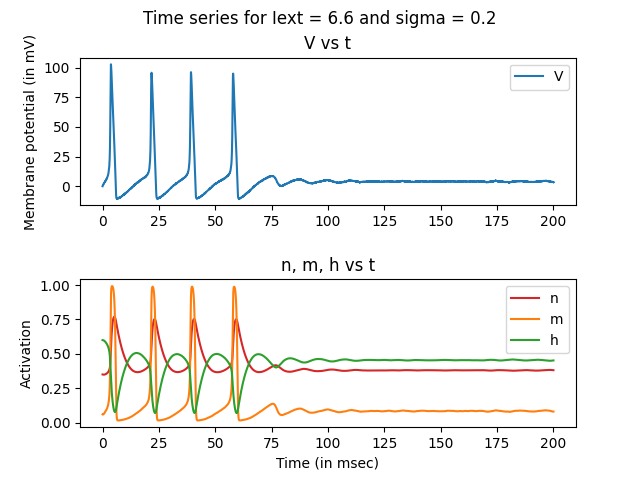 Time series for Iext = 6.6 and sigma = 0.2
V vs t
Membrane potential (in mV)
100
75
50
25
0
V
0 25 50 75 100 125 150 175 200
n, m, h vs t
Activation
1.00
0.75
0.50
0.25
0.00
n
m
h
0 25 50 75 100 125 150 175 200
Time (in msec)